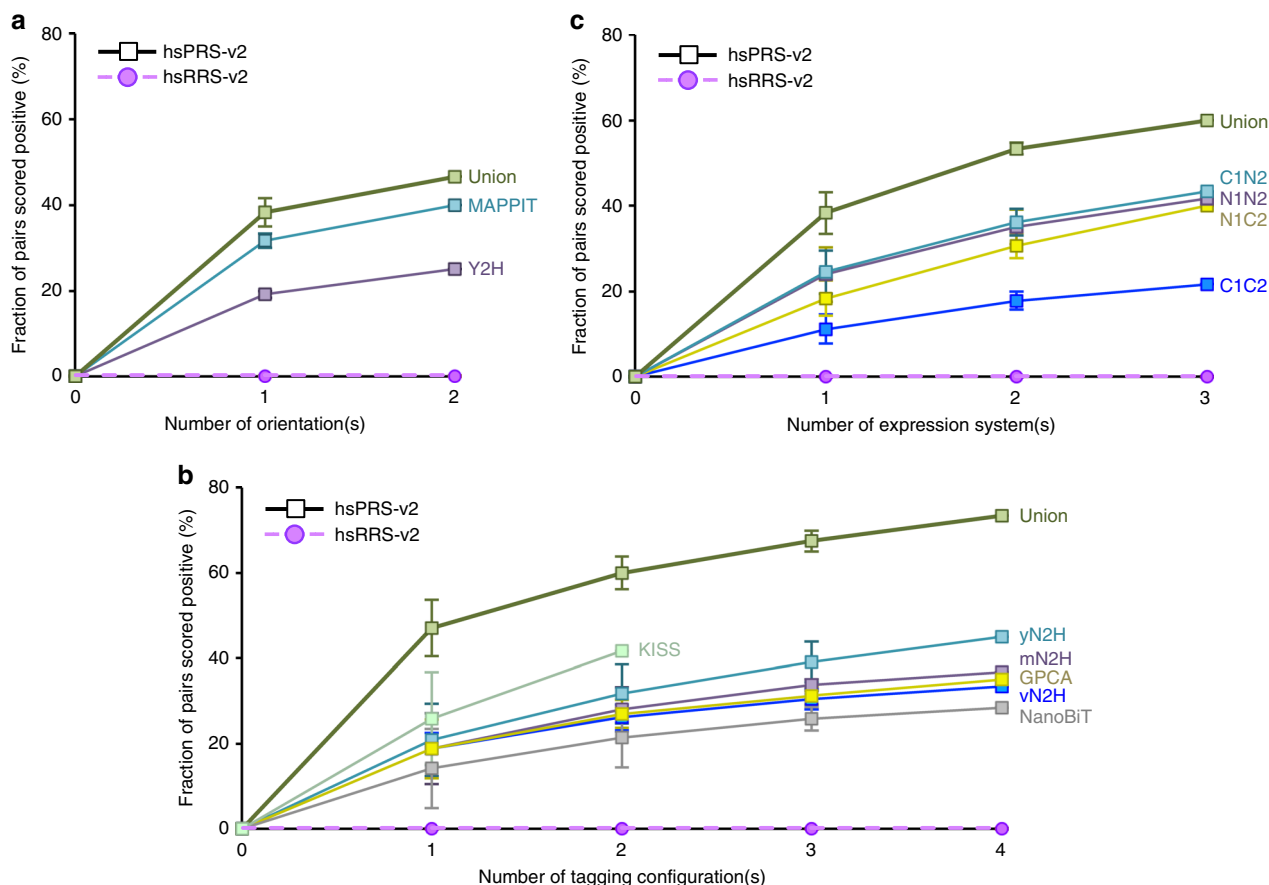 a
Fraction of pairs scored positive (%)
80
60
40
20
0
hsPRS-v2
hsRRS-v2
Union
MAPPIT
Y2H
0 1 2
Number of orientation(s)
c
Fraction of pairs scored positive (%)
80
60
40
20
0
hsPRS-v2
hsRRS-v2
Union
C1N2
N1N2
N1C2
C1C2
0 1 2 3
Number of expression system(s)
b
Fraction of pairs scored positive (%)
80
60
40
20
0
hsPRS-v2
hsRRS-v2
Union
KISS
yN2H
mN2H
GPCA
vN2H
NanoBiT
0 1 2 3 4
Number of tagging configuration(s)